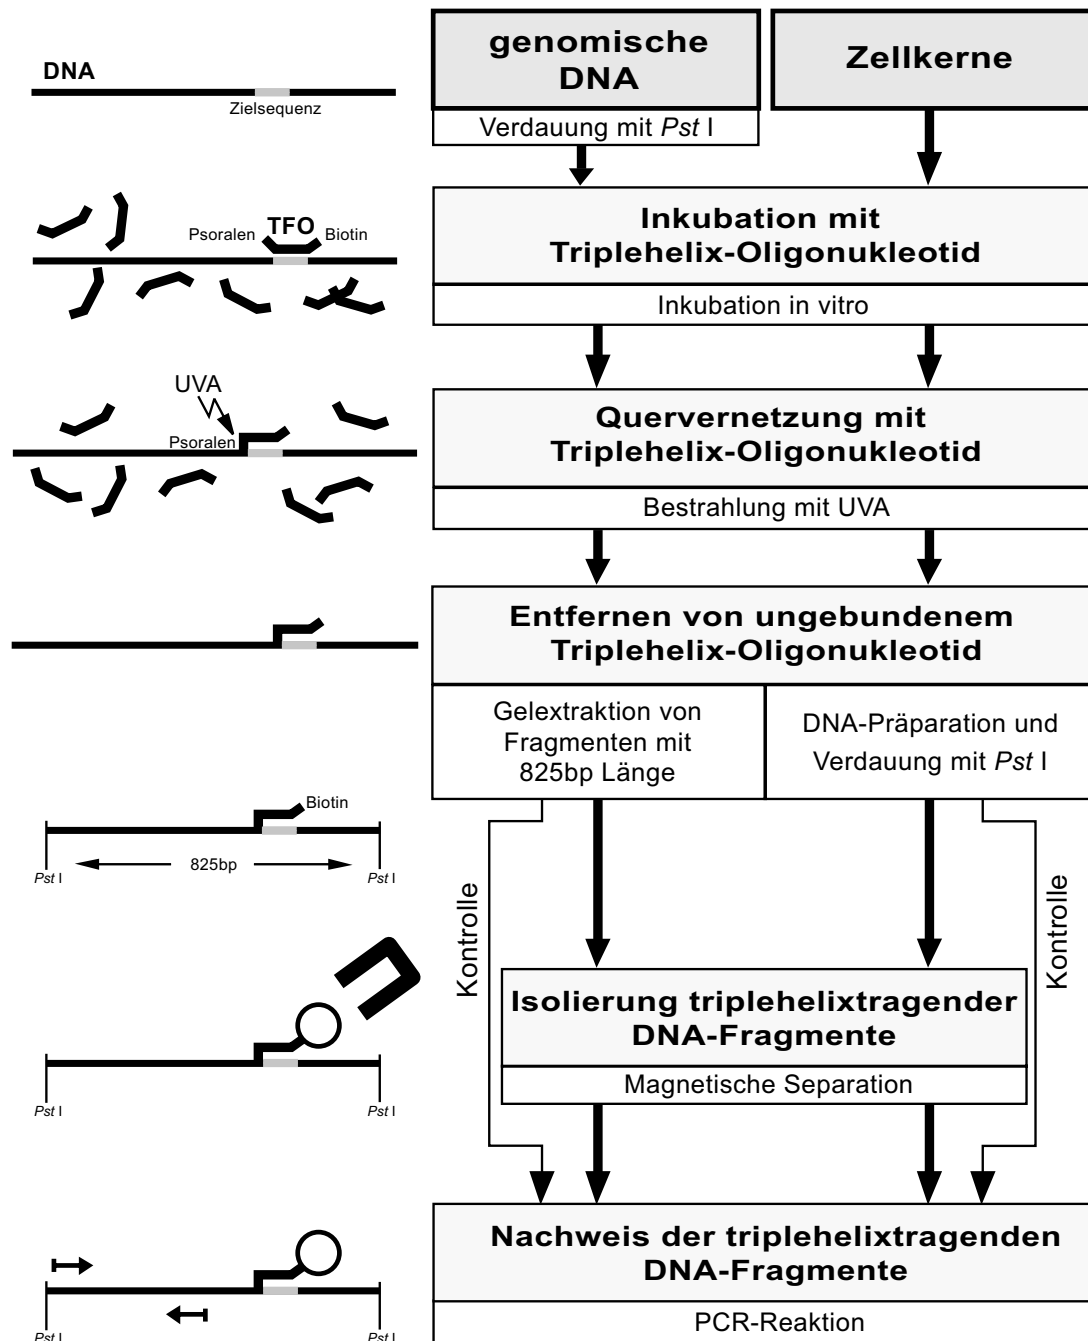 genomische
DNA
Zellkerne
DNA
Zielsequenz
Verdauung mit Pst I
Psoralen
TFO
Biotin
Inkubation mit
Triplehelix-Oligonukleotid
Inkubation in vitro
UVA
Psoralen
Quervernetzung mit
Triplehelix-Oligonukleotid
Bestrahlung mit UVA
Entfernen von ungebundenem
Triplehelix-Oligonukleotid
Gelextraktion von
Fragmenten mit
825bp Länge
DNA-Präparation und
Verdauung mit Pst I
Biotin
825bp
Pst I
Pst I
Kontrolle
Kontrolle
Isolierung triplehelixtragender
DNA-Fragmente
Magnetische Separation
Pst I
Pst I
Nachweis der triplehelixtragenden
DNA-Fragmente
PCR-Reaktion
Pst I
Pst I